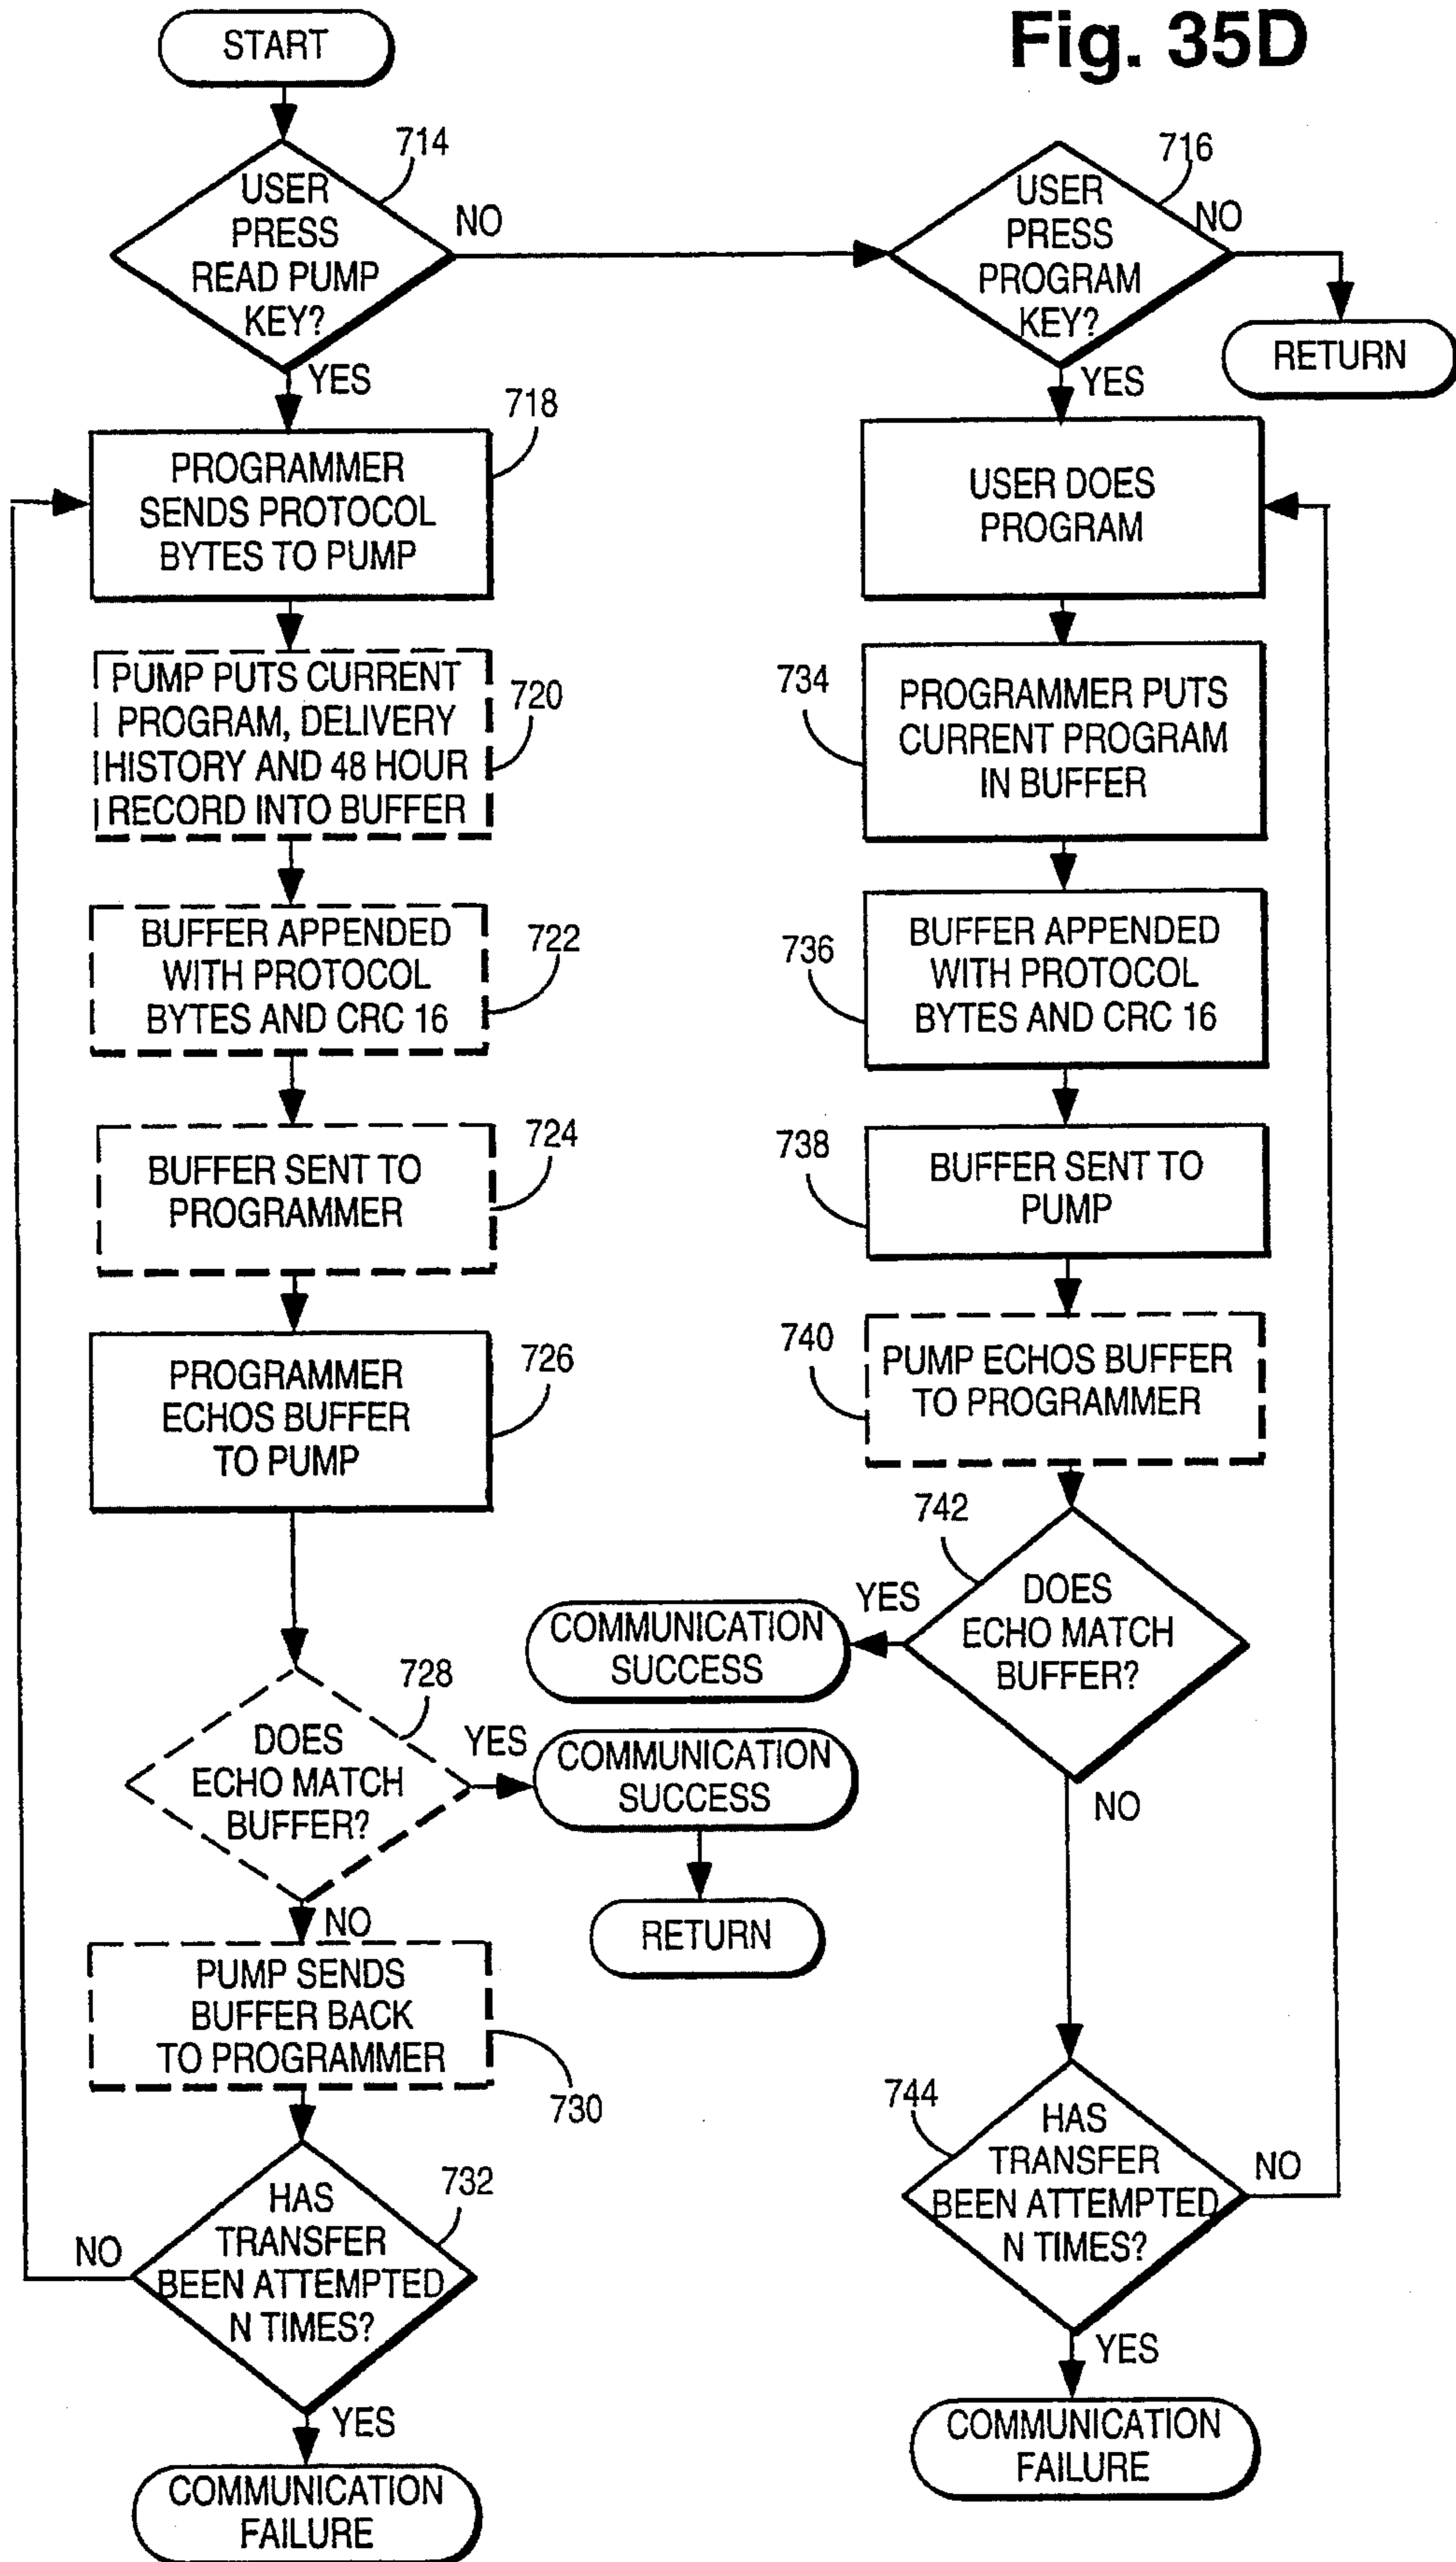 Fig. 35D
START
714
USER
PRESS
READ PUMP
KEY?
NO
YES
716
USER
PRESS
PROGRAM
KEY?
NO
RETURN
YES
718
PROGRAMMER
SENDS PROTOCOL
BYTES TO PUMP
720
PUMP PUTS CURRENT
PROGRAM, DELIVERY
HISTORY AND 48 HOUR
RECORD INTO BUFFER
722
BUFFER APPENDED
WITH PROTOCOL
BYTES AND CRC 16
724
BUFFER SENT TO
PROGRAMMER
726
PROGRAMMER
ECHOS BUFFER
TO PUMP
728
DOES
ECHO MATCH
BUFFER?
YES
COMMUNICATION
SUCCESS
RETURN
NO
PUMP SENDS
BUFFER BACK
TO PROGRAMMER
730
732
HAS
TRANSFER
BEEN ATTEMPTED
N TIMES?
NO
YES
COMMUNICATION
FAILURE
USER DOES
PROGRAM
734
PROGRAMMER PUTS
CURRENT PROGRAM
IN BUFFER
736
BUFFER APPENDED
WITH PROTOCOL
BYTES AND CRC 16
738
BUFFER SENT TO
PUMP
740
PUMP ECHOS BUFFER
TO PROGRAMMER
742
DOES
ECHO MATCH
BUFFER?
YES
COMMUNICATION
SUCCESS
NO
744
HAS
TRANSFER
BEEN ATTEMPTED
N TIMES?
NO
YES
COMMUNICATION
FAILURE